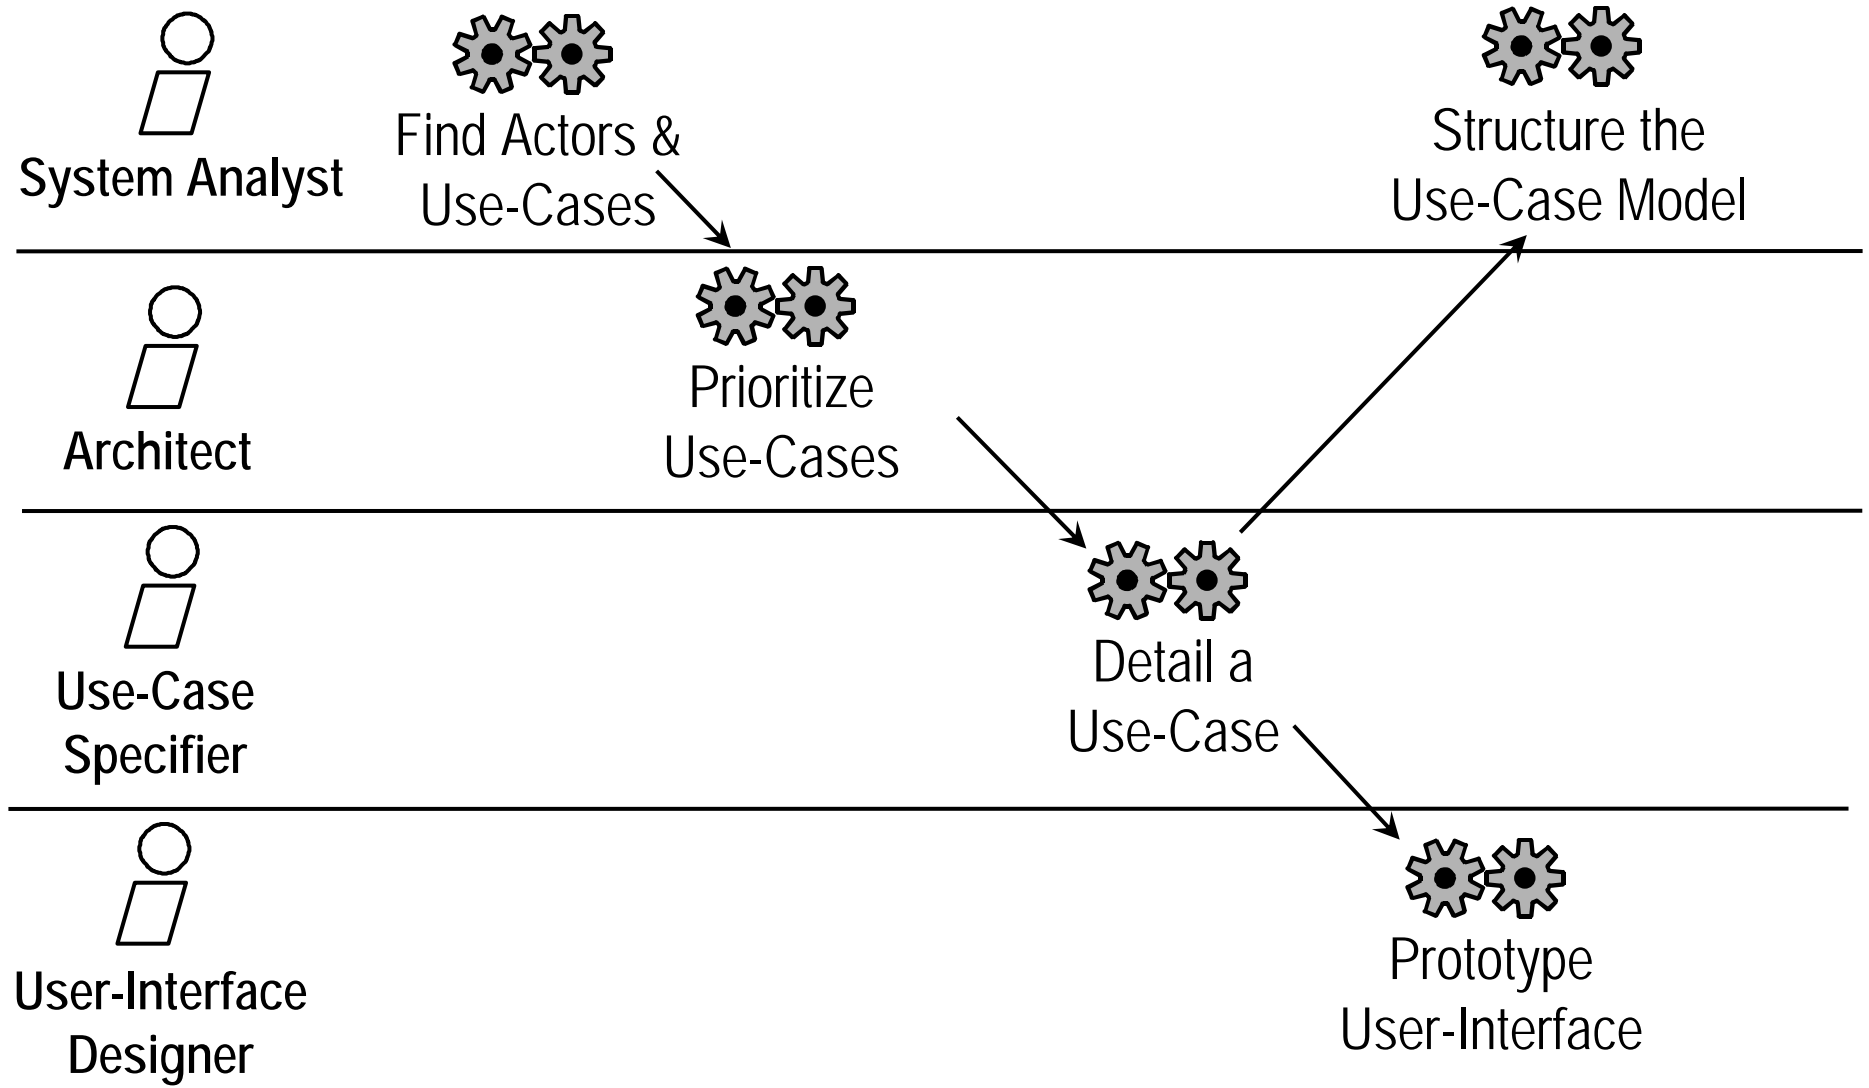 System Analyst
Find Actors &
Use-Cases
Structure the
Use-Case Model
Architect
Prioritize
Use-Cases
Use-Case
Specifier
Detail a
Use-Case
User-Interface
Designer
Prototype
User-Interface